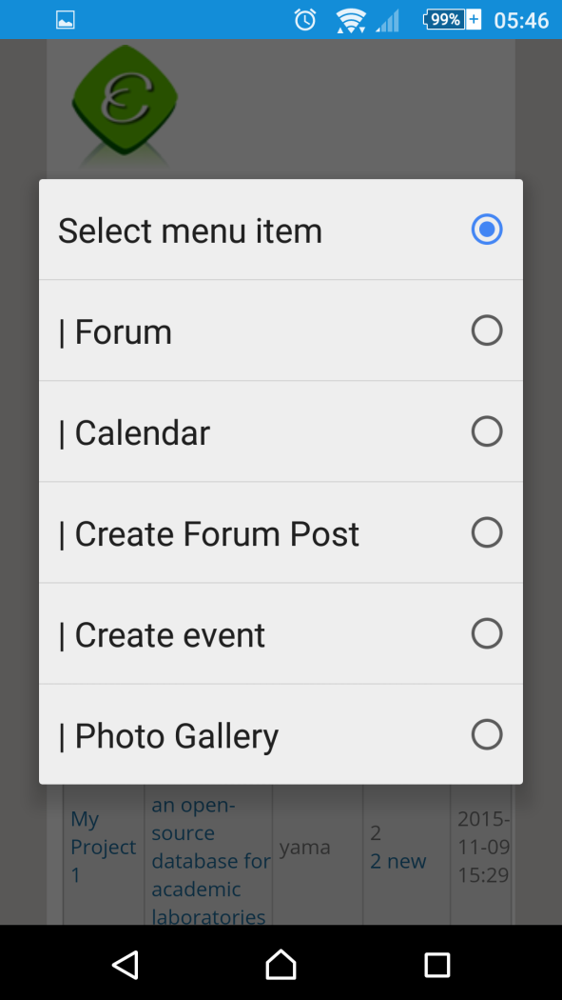 99% 05:46
Ɛ
Select menu item
| Forum
| Calendar
| Create Forum Post
| Create event
| Photo Gallery
My
Project
1
an open-
source
database for
academic
laboratories
yama
2
2 new
2015-
11-09
15:29